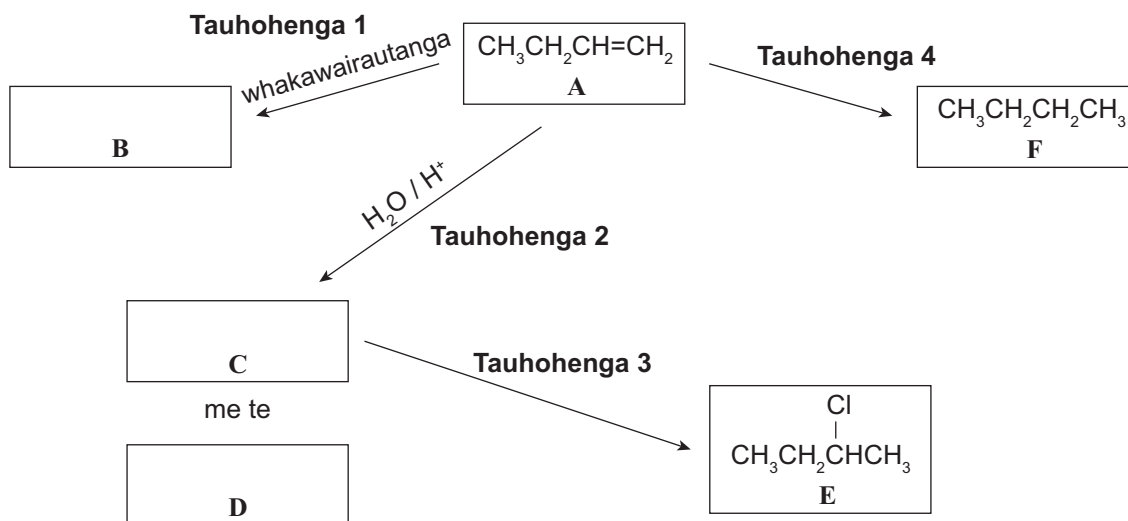 Tauhohenga 1
whakawairautanga
CH₃CH₂CH=CH₂
A
Tauhohenga 4
CH₃CH₂CH₂CH₃
F
B
H₂O / H⁺
Tauhohenga 2
C
Tauhohenga 3
me te
D
Cl
CH₃CH₂CHCH₃
E